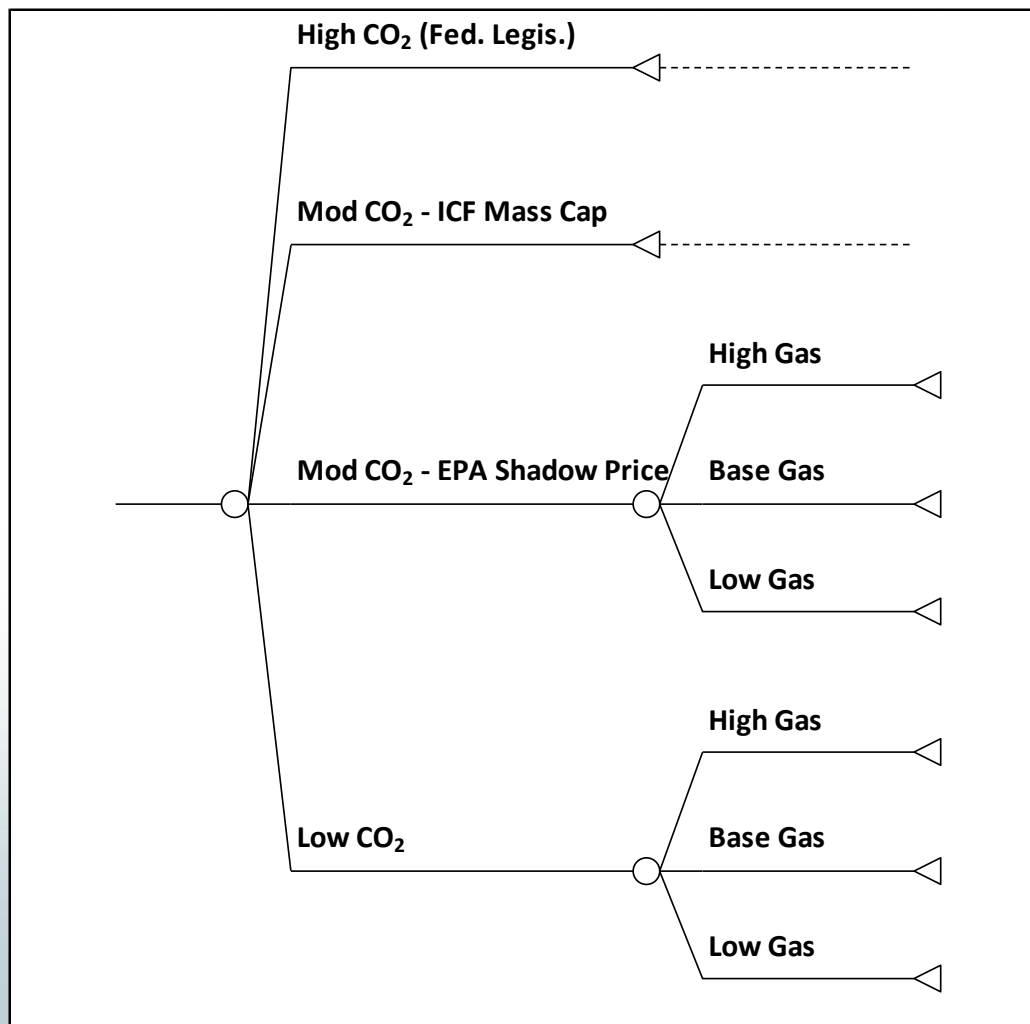 High CO₂ (Fed. Legis.)
Mod CO₂ - ICF Mass Cap
High Gas
Mod CO₂ - EPA Shadow Price
Base Gas
Low Gas
High Gas
Low CO₂
Base Gas
Low Gas